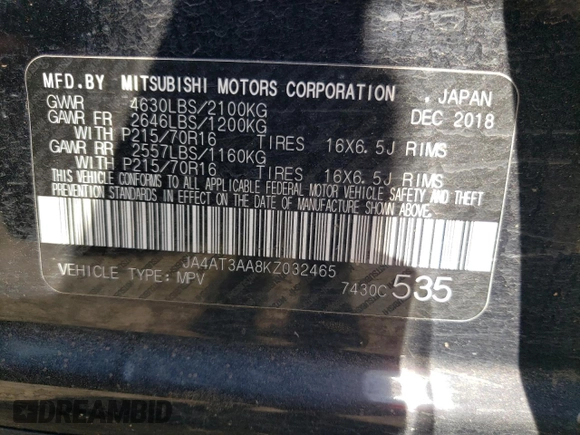 MFD.BY MITSUBISHI MOTORS CORPORATION , JAPAN
GVWR 4630LBS/2100KG DEC 2018
GAWR FR 2646LBS/1200KG
WITH P215/70R16 TIRES 16X6.5J RIMS
GAWR RR 2557LBS/1160KG
WITH P215/70R16 TIRES 16X6.5J RIMS
THIS VEHICLE CONFORMS TO ALL APPLICABLE FEDERAL MOTOR VEHICLE SAFETY AND THEFT
PREVENTION STANDARDS IN EFFECT ON THE DATE OF MANUFACTURE SHOWN ABOVE.
JA4AT3AA8KZ032465
VEHICLE TYPE: MPV 7430C 535
DREAMBID